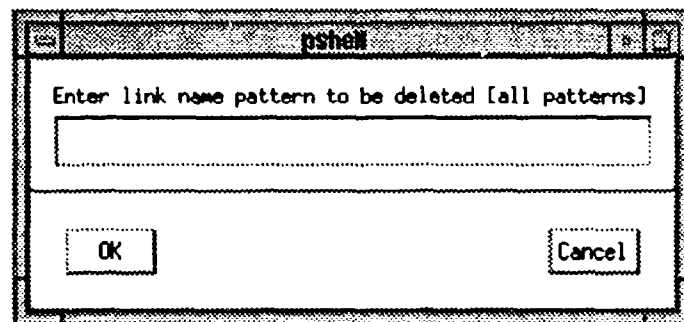 pshell
Enter link name pattern to be deleted [all patterns]
OK
Cancel